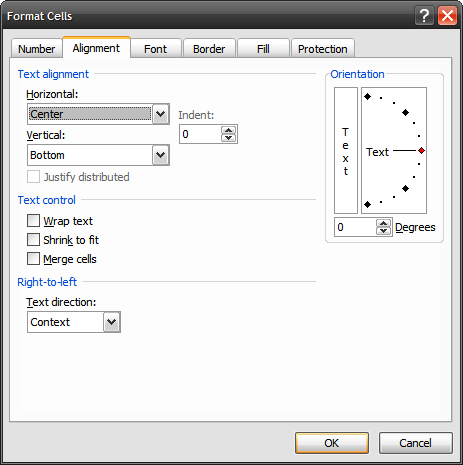 Format Cells
Number Alignment Font Border Fill Protection
Text alignment
Horizontal:
Center
Indent:
0
Vertical:
Bottom
Justify distributed
Text control
Wrap text
Shrink to fit
Merge cells
Right-to-left
Text direction:
Context
Orientation
Text
Text
0 Degrees
OK Cancel